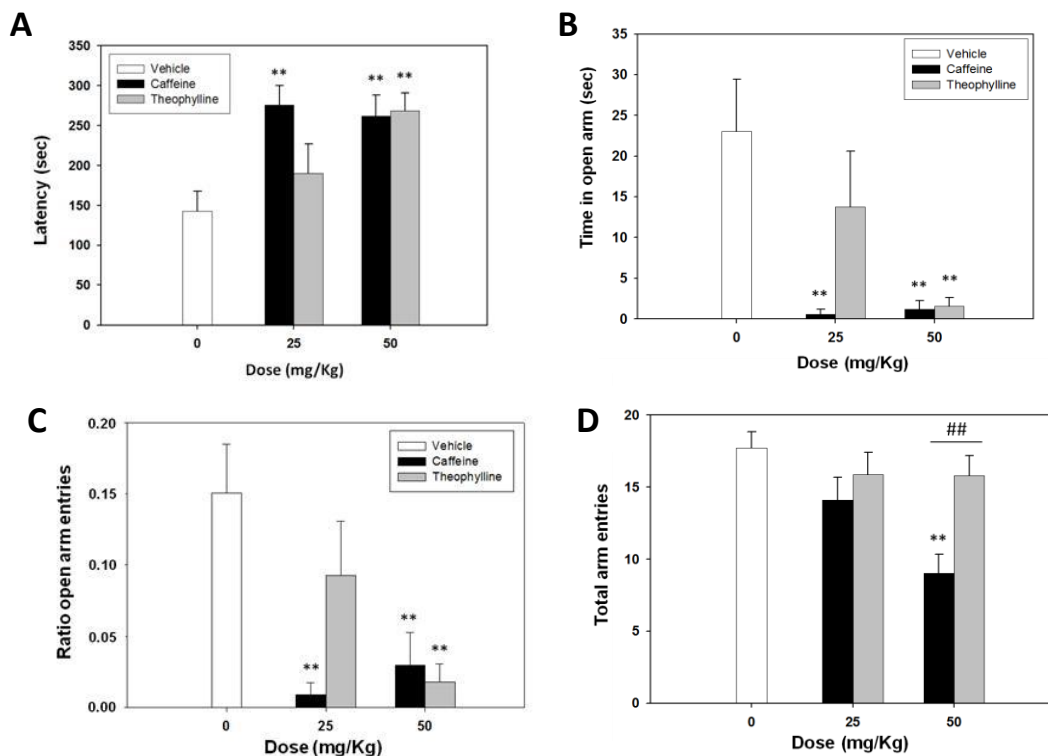 A
350
300
250
200
150
100
50
0
Latency (sec)
Vehicle
Caffeine
Theophylline
**
** **
0 25 50
Dose (mg/Kg)
B
35
30
25
20
15
10
5
0
Time in open arm (sec)
Vehicle
Caffeine
Theophylline
**
** **
0 25 50
Dose (mg/Kg)
C
0.20
0.15
0.10
0.05
0.00
Ratio open arm entries
Vehicle
Caffeine
Theophylline
**
** **
0 25 50
Dose (mg/Kg)
D
20
15
10
5
0
Total arm entries
##
**
0 25 50
Dose (mg/Kg)